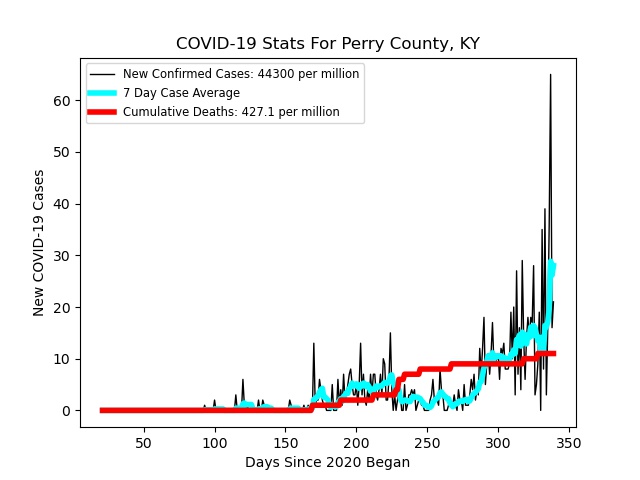 COVID-19 Stats For Perry County, KY
New Confirmed Cases: 44300 per million
7 Day Case Average
Cumulative Deaths: 427.1 per million
New COVID-19 Cases
60
50
40
30
20
10
0
50
100
150
200
250
300
350
Days Since 2020 Began